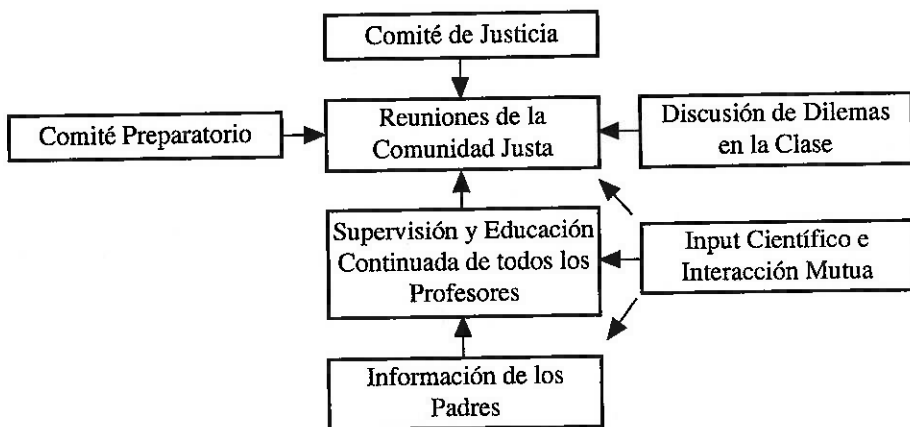 Comité de Justicia
Comité Preparatorio
Reuniones de la
Comunidad Justa
Discusión de Dilemas
en la Clase
Supervisión y Educación
Continuada de todos los
Profesores
Input Científico e
Interacción Mutua
Información de los
Padres